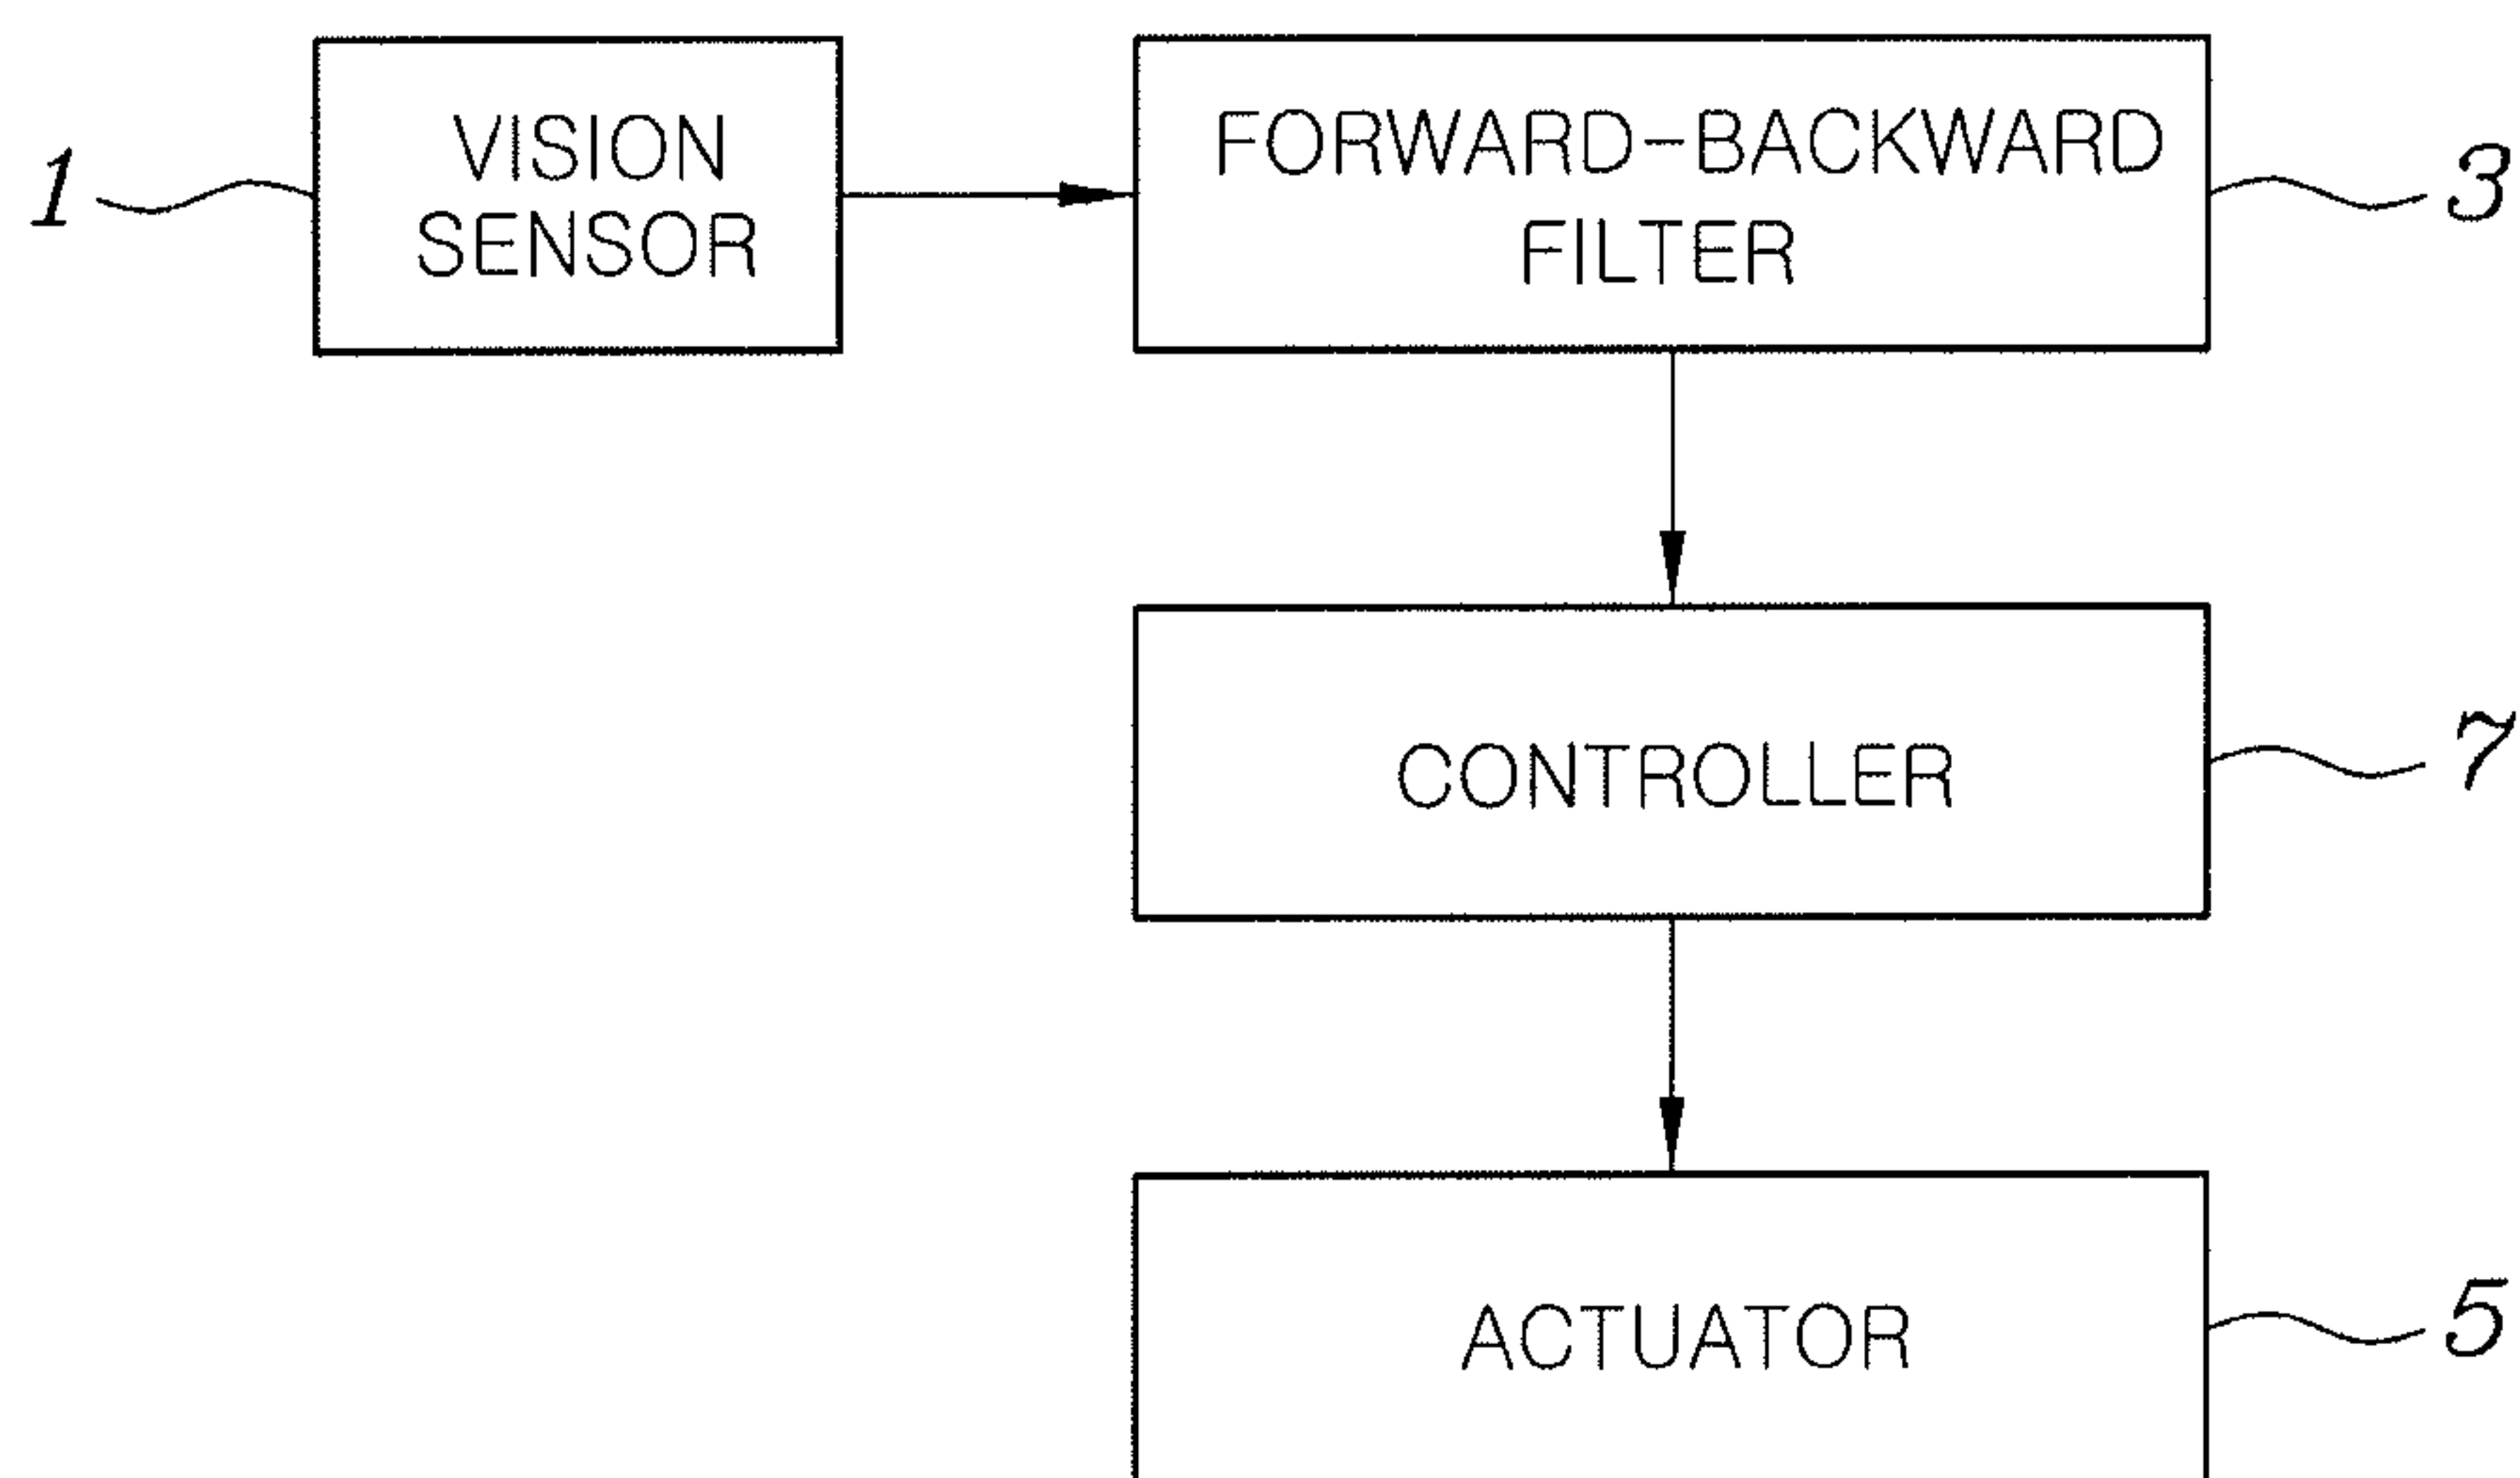 1
VISION
SENSOR
FORWARD-BACKWARD
FILTER
3
CONTROLLER
7
ACTUATOR
5